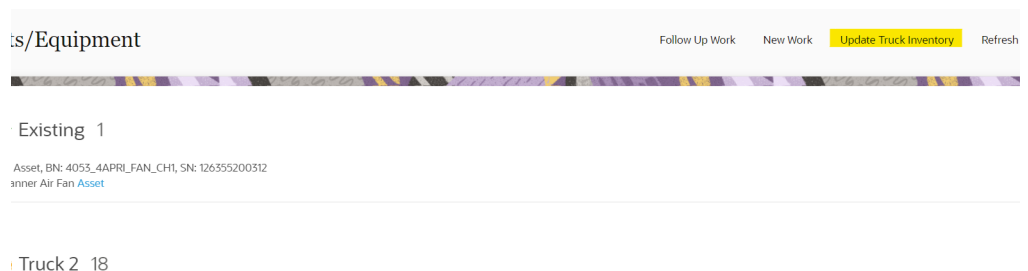 ts/Equipment
Follow Up Work New Work Update Truck Inventory Refresh
Existing 1
Asset, BN: 4053_4APRI_FAN_CH1, SN: 126355200312
anner Air Fan Asset
Truck 2 18